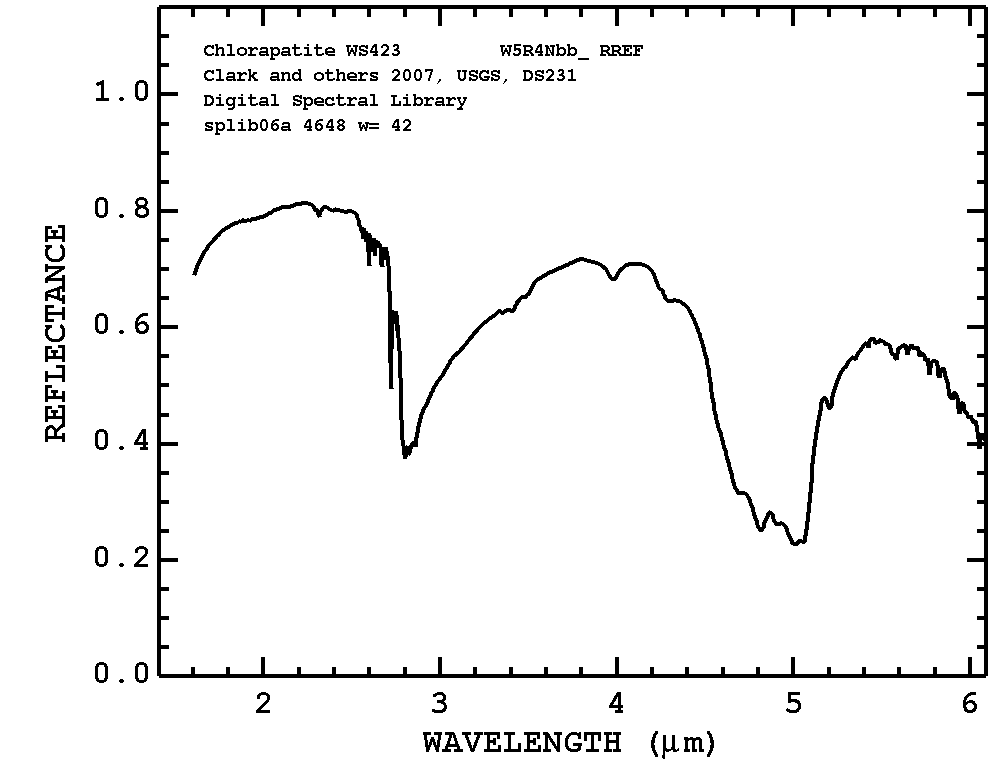 Chlorapatite WS423 W5R4Nbb_ RREF
Clark and others 2007, USGS, DS231
Digital Spectral Library
splib06a 4648 w= 42
1.0
0.8
0.6
0.4
0.2
0.0
REFLECTANCE
2 3 4 5 6
WAVELENGTH (μm)